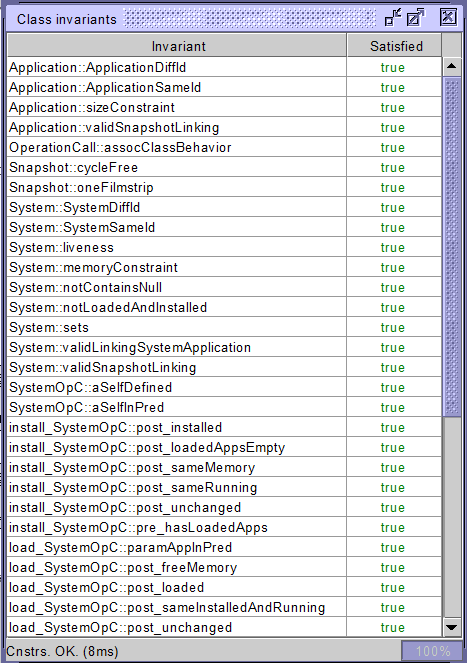 Class invariants
Invariant Satisfied
Application::ApplicationDiffId true
Application::ApplicationSameId true
Application::sizeConstraint true
Application::validSnapshotLinking true
OperationCall::assocClassBehavior true
Snapshot::cycleFree true
Snapshot::oneFilmstrip true
System::SystemDiffId true
System::SystemSameId true
System::liveness true
System::memoryConstraint true
System::notContainsNull true
System::notLoadedAndInstalled true
System::sets true
System::validLinkingSystemApplication true
System::validSnapshotLinking true
SystemOpC::aSelfDefined true
SystemOpC::aSelfInPred true
install_SystemOpC::post_installed true
install_SystemOpC::post_loadedAppsEmpty true
install_SystemOpC::post_sameMemory true
install_SystemOpC::post_sameRunning true
install_SystemOpC::post_unchanged true
install_SystemOpC::pre_hasLoadedApps true
load_SystemOpC::paramAppInPred true
load_SystemOpC::post_freeMemory true
load_SystemOpC::post_loaded true
load_SystemOpC::post_sameInstalledAndRunning true
load_SystemOpC::post_unchanged true
Cnstrs. OK. (8ms) 100%